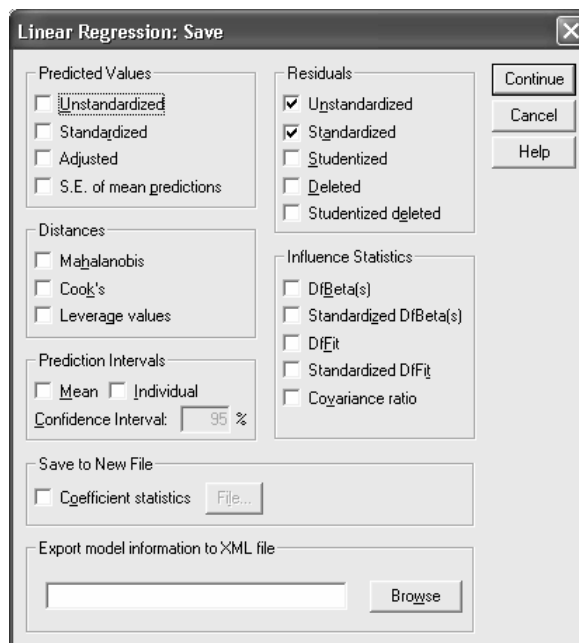 Linear Regression: Save
Predicted Values
Unstandardized
Standardized
Adjusted
S.E. of mean predictions
Distances
Mahalanobis
Cook's
Leverage values
Prediction Intervals
Mean Individual
Confidence Interval: 95 %
Residuals
Unstandardized
Standardized
Studentized
Deleted
Studentized deleted
Influence Statistics
DfBeta(s)
Standardized DfBeta(s)
DfFit
Standardized DfFit
Covariance ratio
Save to New File
Coefficient statistics File...
Export model information to XML file
Browse
Continue
Cancel
Help